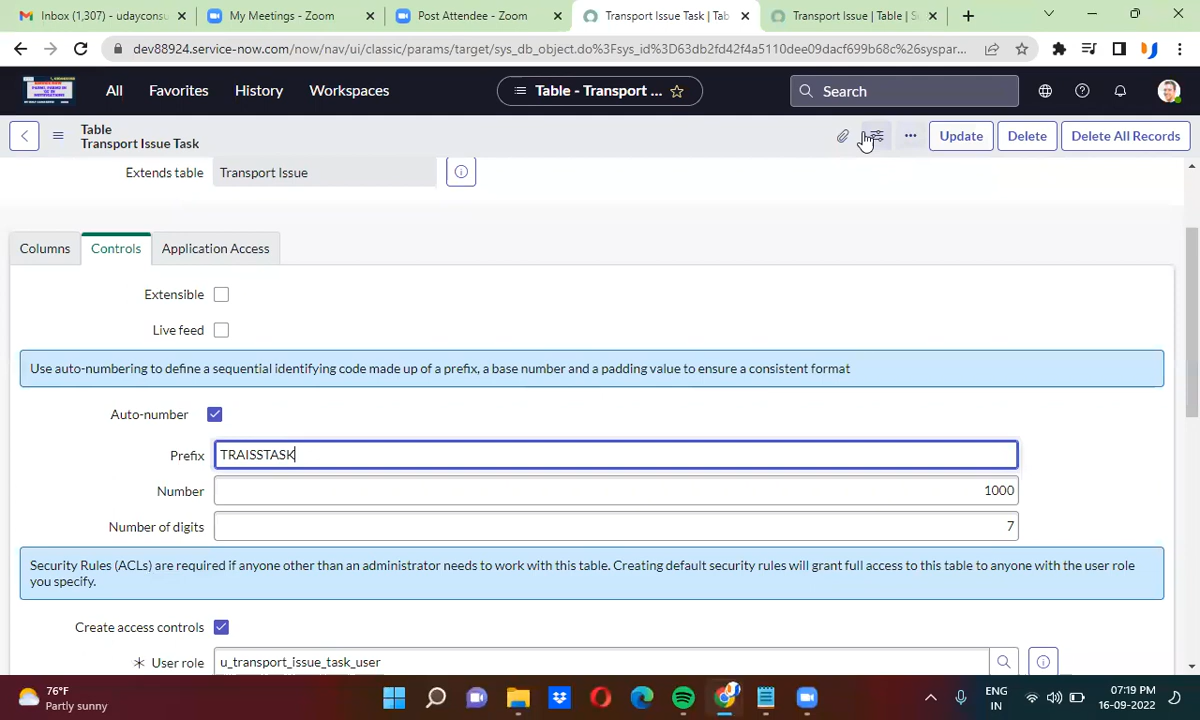 Inbox (1,307) - udayconsu
My Meetings - Zoom
Post Attendee - Zoom
Transport Issue Task | Tab
Transport Issue | Table | Se
dev88924.service-now.com/now/nav/ui/classic/params/target/sys_db_object.do%3Fsys_id%3D63db2fd42f4a5110dee09dacf699b68c%26syspar...
All
Favorites
History
Workspaces
Table - Transport ...
Search
Table
Transport Issue Task
Update
Delete
Delete All Records
Extends table
Transport Issue
Columns
Controls
Application Access
Extensible
Live feed
Use auto-numbering to define a sequential identifying code made up of a prefix, a base number and a padding value to ensure a consistent format
Auto-number
Prefix
TRAISSTASK
Number
1000
Number of digits
7
Security Rules (ACLs) are required if anyone other than an administrator needs to work with this table. Creating default security rules will grant full access to this table to anyone with the user role
you specify.
Create access controls
User role
u_transport_issue_task_user
76°F
Partly sunny
ENG
IN
07:19 PM
16-09-2022